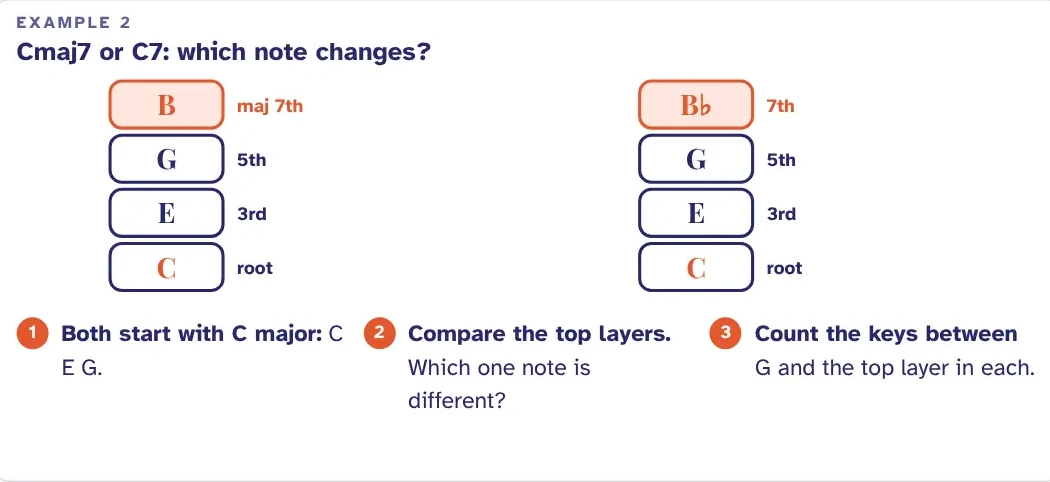 EXAMPLE 2
Cmaj7 or C7: which note changes?
B maj 7th
G 5th
E 3rd
C root
B♭ 7th
G 5th
E 3rd
C root
1 Both start with C major: C
E G.
2 Compare the top layers.
Which one note is
different?
3 Count the keys between
G and the top layer in each.